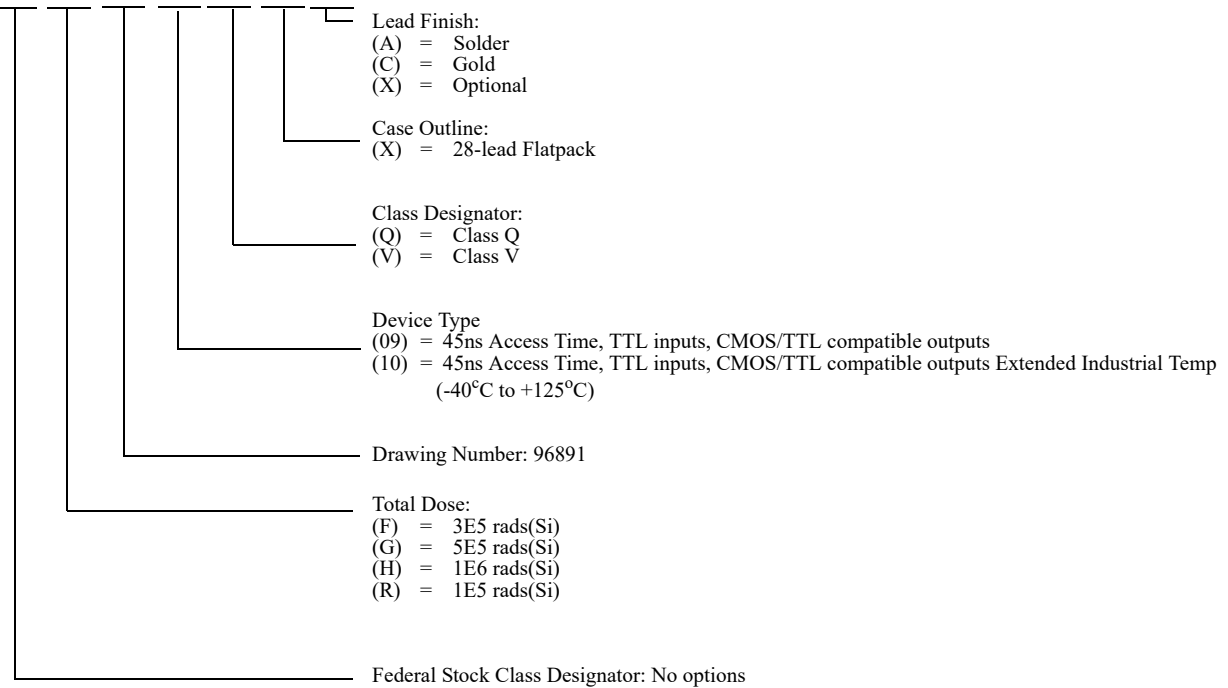 Lead Finish:
(A) = Solder
(C) = Gold
(X) = Optional
Case Outline:
(X) = 28-lead Flatpack
Class Designator:
(Q) = Class Q
(V) = Class V
Device Type
(09) = 45ns Access Time, TTL inputs, CMOS/TTL compatible outputs
(10) = 45ns Access Time, TTL inputs, CMOS/TTL compatible outputs Extended Industrial Temp
(-40°C to +125°C)
Drawing Number: 96891
Total Dose:
(F) = 3E5 rads(Si)
(G) = 5E5 rads(Si)
(H) = 1E6 rads(Si)
(R) = 1E5 rads(Si)
Federal Stock Class Designator: No options